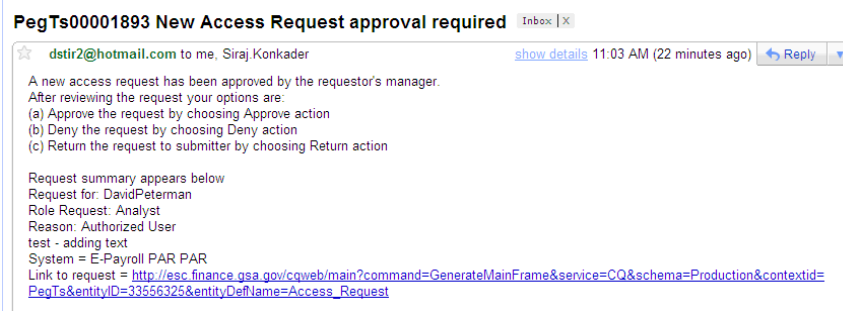 PegTs00001893 New Access Request approval required Inbox | X
dstir2@hotmail.com to me, Siraj.Konkader show details 11:03 AM (22 minutes ago) Reply
A new access request has been approved by the requestor's manager.
After reviewing the request your options are:
(a) Approve the request by choosing Approve action
(b) Deny the request by choosing Deny action
(c) Return the request to submitter by choosing Return action
Request summary appears below
Request for: DavidPeterman
Role Request: Analyst
Reason: Authorized User
test - adding text
System = E-Payroll PAR PAR
Link to request = http://esc.finance.gsa.gov/cqweb/main?command=GenerateMainFrame&service=CQ&schema=Production&contextid=
PegTs&entityID=33556325&entityDefName=Access_Request